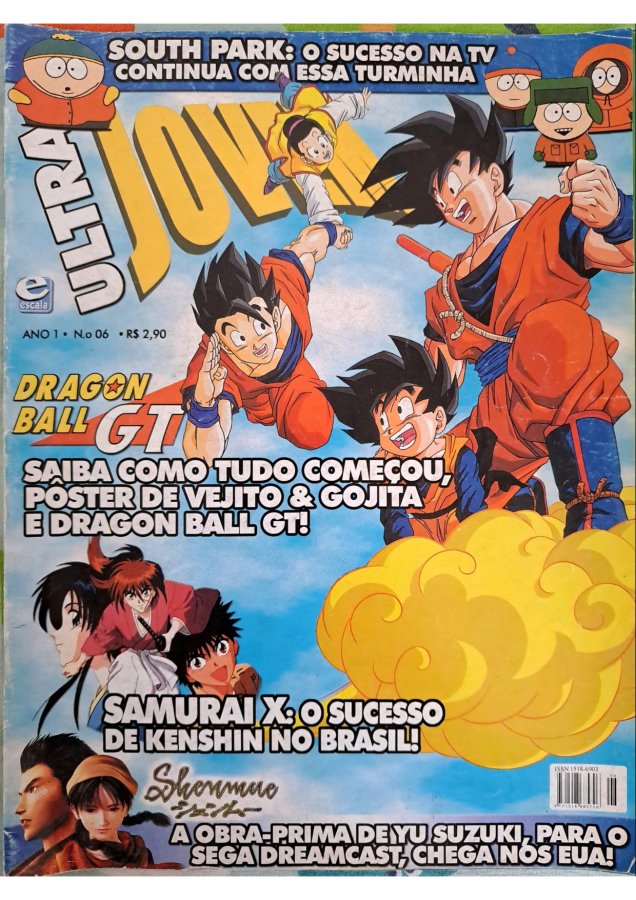 SOUTH PARK: O SUCESSO NA TV
CONTINUA COM ESSA TURMINHA
ULTRA
JOVEM
escala
ANO 1 • N.o 06 • R$ 2,90
DRAGON
BALL GT
SAIBA COMO TUDO COMEÇOU,
PÔSTER DE VEJITO & GOJITA
E DRAGON BALL GT!
SAMURAI X: O SUCESSO
DE KENSHIN NO BRASIL!
Shenmue
A OBRA-PRIMA DE YU SUZUKI, PARA O
SEGA DREAMCAST, CHEGA NOS EUA!
ISSN 1518-6903